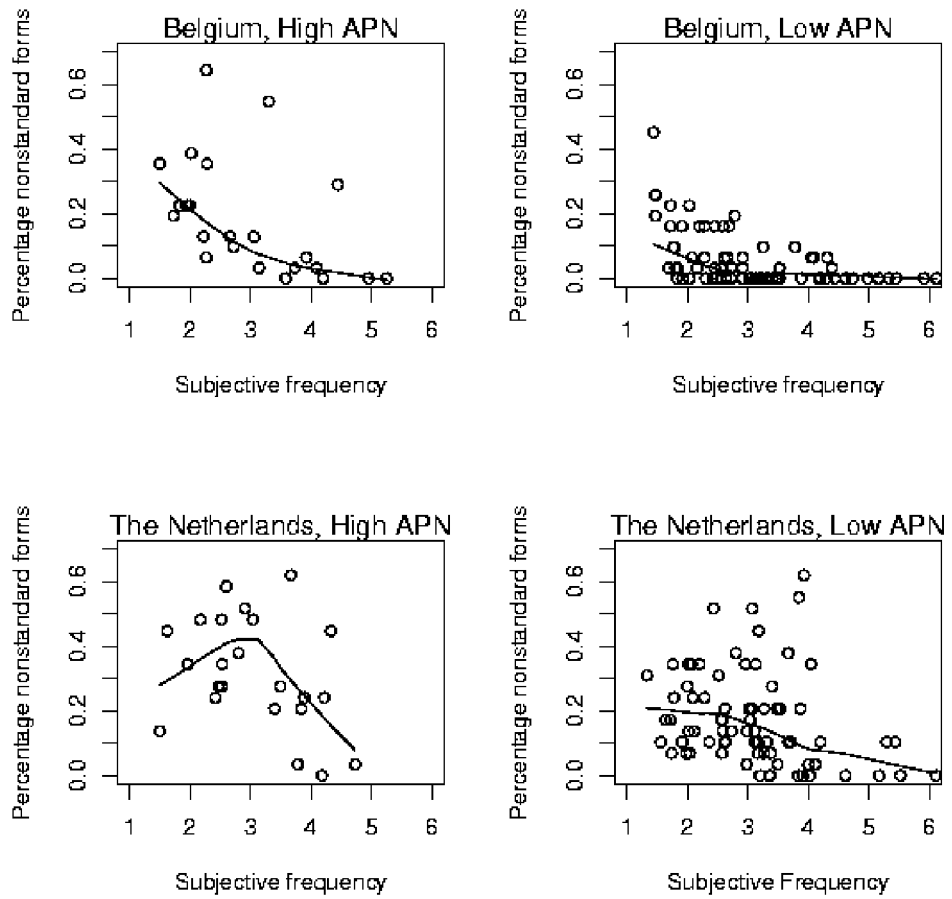 Belgium, High APN
Percentage nonstandard forms
0.0 0.2 0.4 0.6
1 2 3 4 5 6
Subjective frequency
Belgium, Low APN
Percentage nonstandard forms
0.0 0.2 0.4 0.6
1 2 3 4 5 6
Subjective frequency
The Netherlands, High APN
Percentage nonstandard forms
0.0 0.2 0.4 0.6
1 2 3 4 5 6
Subjective frequency
The Netherlands, Low APN
Percentage nonstandard forms
0.0 0.2 0.4 0.6
1 2 3 4 5 6
Subjective Frequency